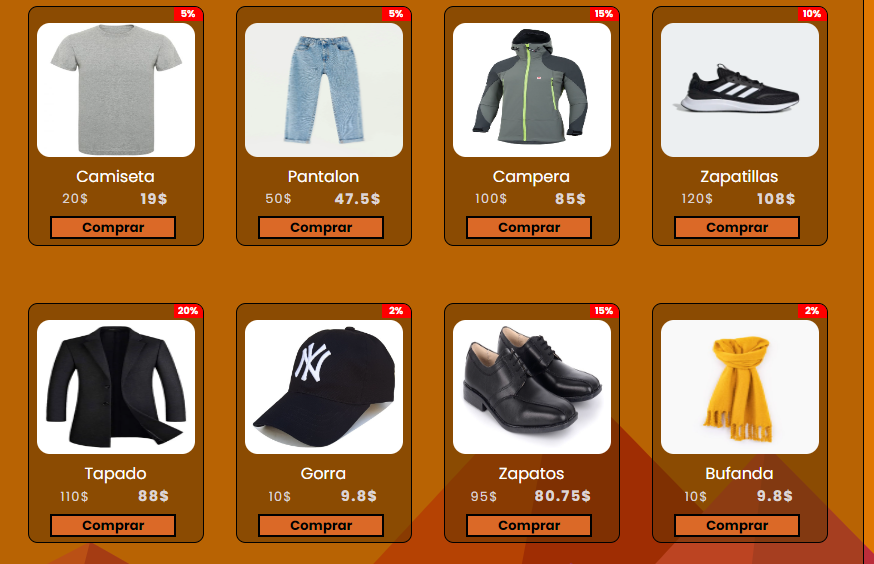 5%
5%
15%
10%
Camiseta
Pantalon
Campera
Zapatillas
20$ 19$
50$ 47.5$
100$ 85$
120$ 108$
Comprar
Comprar
Comprar
Comprar
20%
2%
15%
2%
NY
Tapado
Gorra
Zapatos
Bufanda
110$ 88$
10$ 9.8$
95$ 80.75$
10$ 9.8$
Comprar
Comprar
Comprar
Comprar